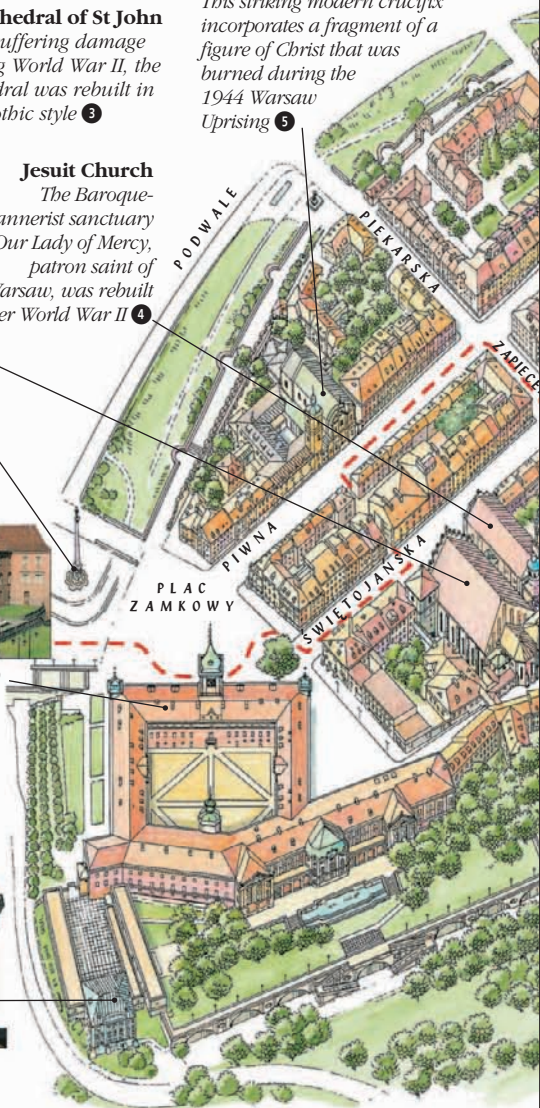 hedral of St John
uffering damage
g World War II, the
dral was rebuilt in
othic style 3
This striking modern crucifix
incorporates a fragment of a
figure of Christ that was
burned during the
1944 Warsaw
Uprising 5
Jesuit Church
The Baroque-
annerist sanctuary
Our Lady of Mercy,
patron saint of
arsaw, was rebuilt
er World War II 4
PODWALE
PIEKARSKA
ZAPIECE
PIWNA
ŚWIĘTOJAŃSKA
PLAC
ZAMKOWY